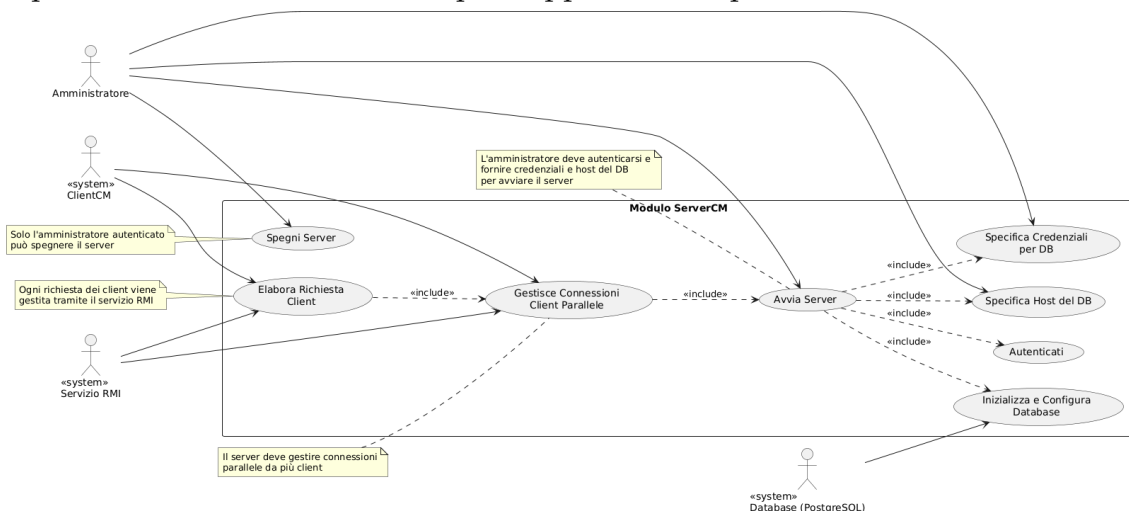 Amministratore
«system»
ClientCM
L'amministratore deve autenticarsi e
fornire credenziali e host del DB
per avviare il server
Modulo ServerCM
Solo l'amministratore autenticato
può spegnere il server
Spegni Server
Specifica Credenziali
per DB
«include»
Ogni richiesta dei client viene
gestita tramite il servizio RMI
Elabora Richiesta
Client
«include»
Gestisce Connessioni
Client Parallele
«include»
Avvia Server
«include»
Specifica Host del DB
«include»
Autenticati
«include»
«system»
Servizio RMI
Inizializza e Configura
Database
Il server deve gestire connessioni
parallele da più client
«system»
Database (PostgreSQL)